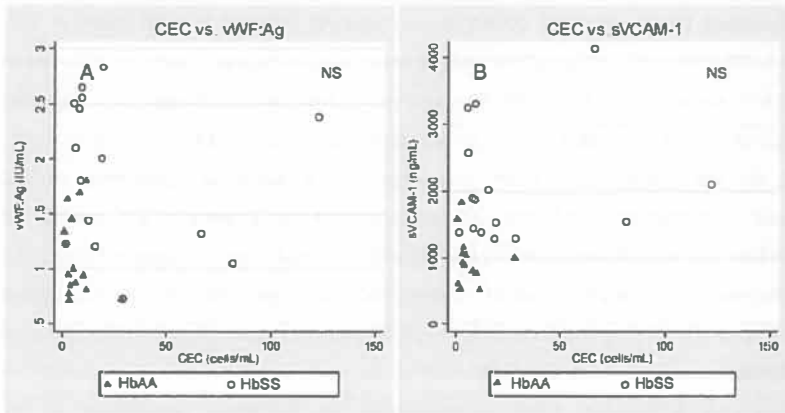 CEC vs. vWF:Ag
A
NS
vWF:Ag (IU/mL)
3
2.5
2
1.5
1
.5
0
50
100
150
CEC (cells/mL)
HbAA
HbSS
CEC vs sVCAM-1
B
NS
sVCAM-1 (ng/mL)
4000
3000
2000
1000
0
0
50
100
150
CEC (cells/mL)
HbAA
HbSS